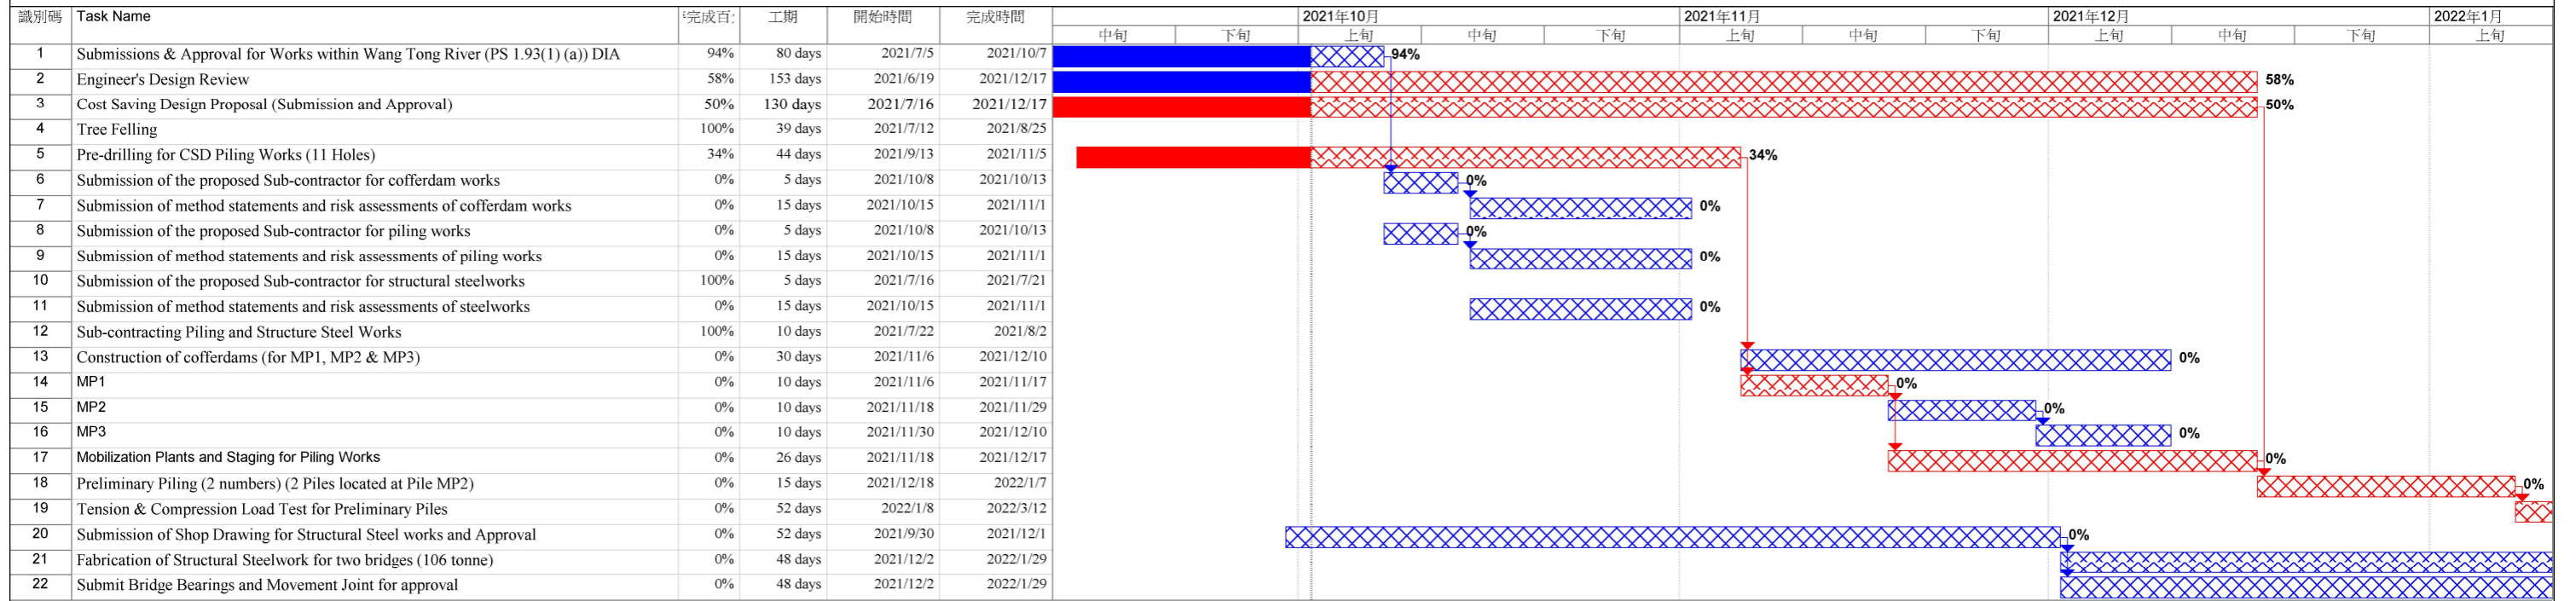 識別碼 Task Name 完成百 工期 開始時間 完成時間 2021年10月 2021年11月 2021年12月 2022年1月
中旬 下旬 上旬 中旬 下旬 上旬 中旬 下旬 上旬 中旬 下旬 上旬
1 Submissions & Approval for Works within Wang Tong River (PS 1.93(1) (a)) DIA 94% 80 days 2021/7/5 2021/10/7 94%
2 Engineer's Design Review 58% 153 days 2021/6/19 2021/12/17 58%
3 Cost Saving Design Proposal (Submission and Approval) 50% 130 days 2021/7/16 2021/12/17 50%
4 Tree Felling 100% 39 days 2021/7/12 2021/8/25
5 Pre-drilling for CSD Piling Works (11 Holes) 34% 44 days 2021/9/13 2021/11/5 34%
6 Submission of the proposed Sub-contractor for cofferdam works 0% 5 days 2021/10/8 2021/10/13 0%
7 Submission of method statements and risk assessments of cofferdam works 0% 15 days 2021/10/15 2021/11/1 0%
8 Submission of the proposed Sub-contractor for piling works 0% 5 days 2021/10/8 2021/10/13 0%
9 Submission of method statements and risk assessments of piling works 0% 15 days 2021/10/15 2021/11/1 0%
10 Submission of the proposed Sub-contractor for structural steelworks 100% 5 days 2021/7/16 2021/7/21
11 Submission of method statements and risk assessments of steelworks 0% 15 days 2021/10/15 2021/11/1 0%
12 Sub-contracting Piling and Structure Steel Works 100% 10 days 2021/7/22 2021/8/2
13 Construction of cofferdams (for MP1, MP2 & MP3) 0% 30 days 2021/11/6 2021/12/10 0%
14 MP1 0% 10 days 2021/11/6 2021/11/17 0%
15 MP2 0% 10 days 2021/11/18 2021/11/29 0%
16 MP3 0% 10 days 2021/11/30 2021/12/10 0%
17 Mobilization Plants and Staging for Piling Works 0% 26 days 2021/11/18 2021/12/17 0%
18 Preliminary Piling (2 numbers) (2 Piles located at Pile MP2) 0% 15 days 2021/12/18 2022/1/7 0%
19 Tension & Compression Load Test for Preliminary Piles 0% 52 days 2022/1/8 2022/3/12
20 Submission of Shop Drawing for Structural Steel works and Approval 0% 52 days 2021/9/30 2021/12/1 0%
21 Fabrication of Structural Steelwork for two bridges (106 tonne) 0% 48 days 2021/12/2 2022/1/29
22 Submit Bridge Bearings and Movement Joint for approval 0% 48 days 2021/12/2 2022/1/29